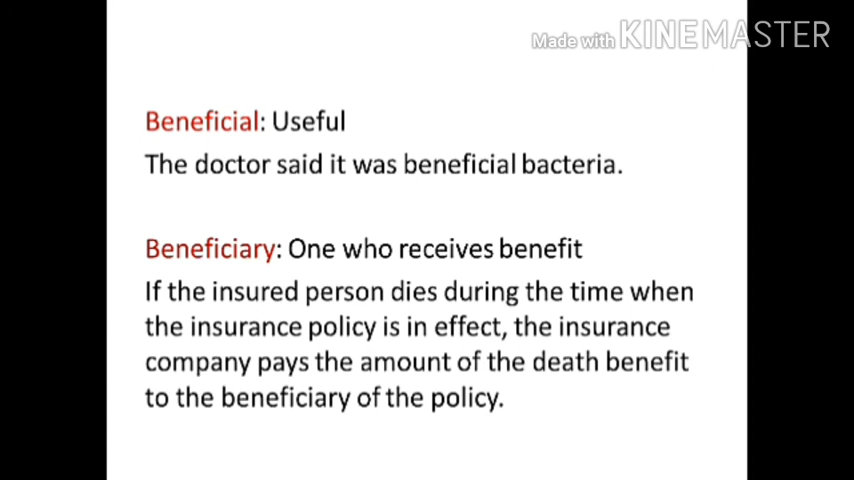 Made with KINEMASTER
Beneficial: Useful
The doctor said it was beneficial bacteria.
Beneficiary: One who receives benefit
If the insured person dies during the time when
the insurance policy is in effect, the insurance
company pays the amount of the death benefit
to the beneficiary of the policy.